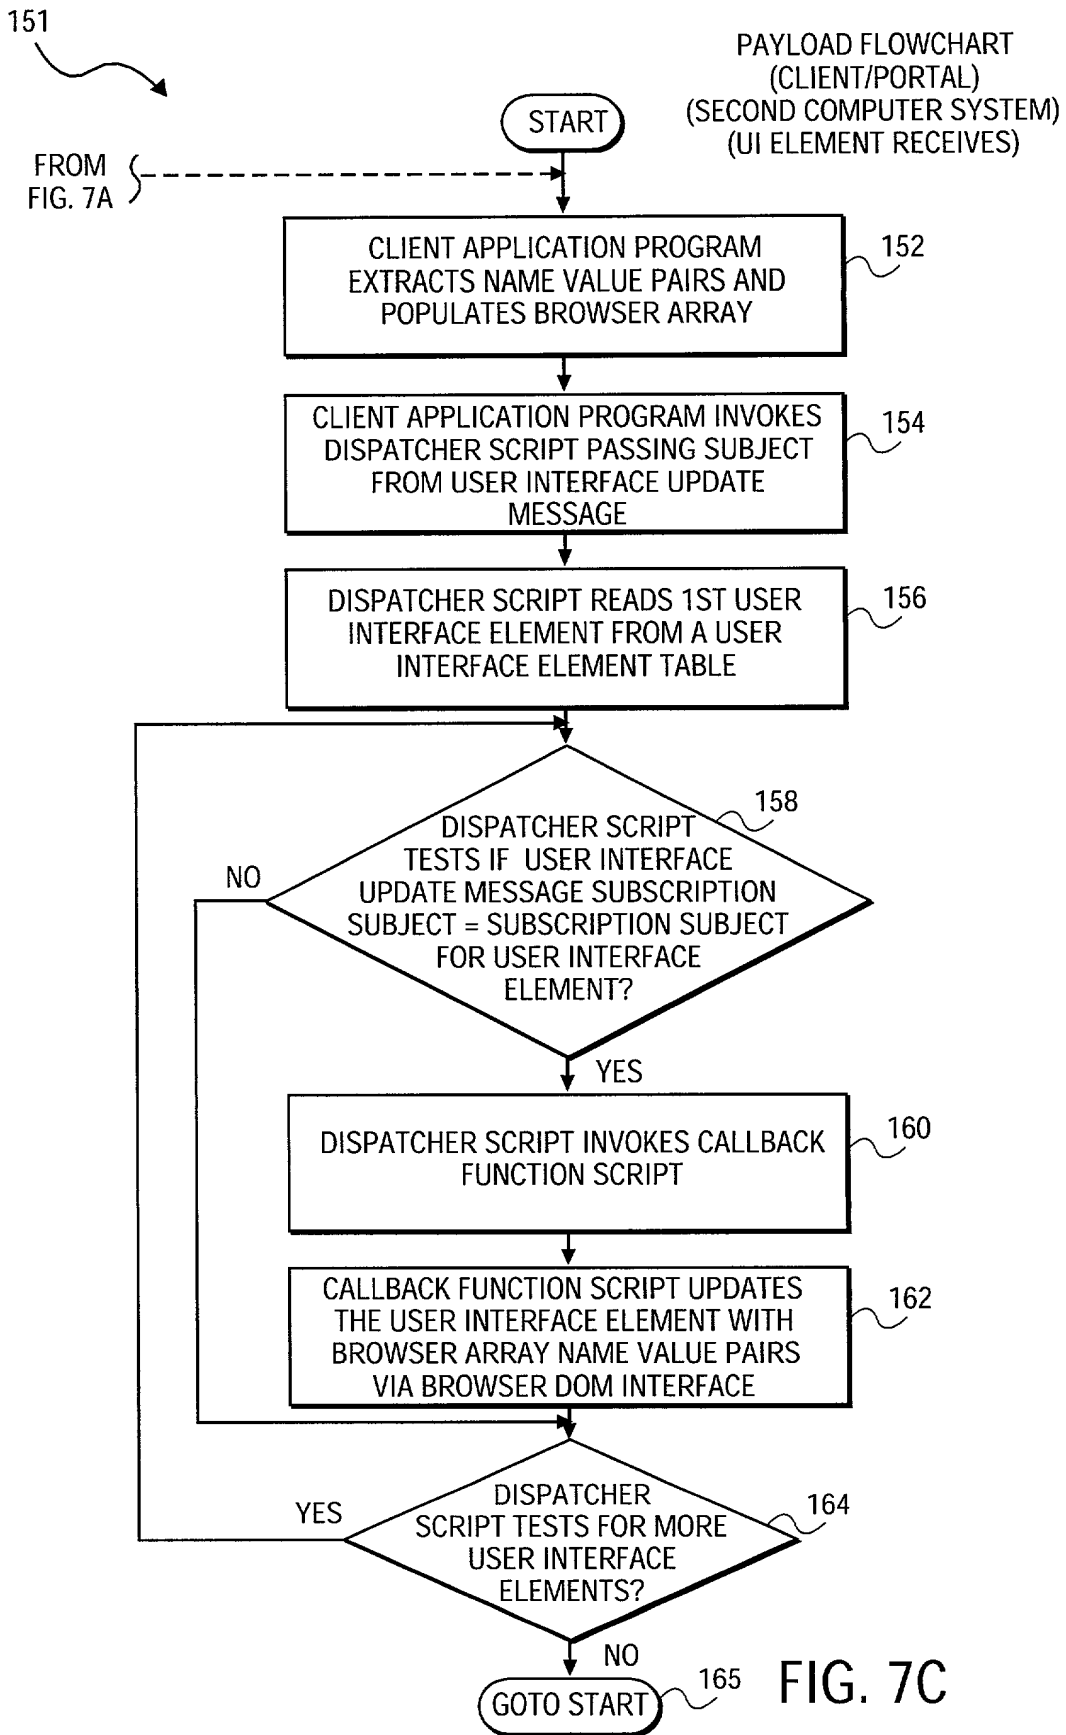 151
PAYLOAD FLOWCHART
(CLIENT/PORTAL)
(SECOND COMPUTER SYSTEM)
(UI ELEMENT RECEIVES)
START
FROM
FIG. 7A
CLIENT APPLICATION PROGRAM
EXTRACTS NAME VALUE PAIRS AND
POPULATES BROWSER ARRAY
152
CLIENT APPLICATION PROGRAM INVOKES
DISPATCHER SCRIPT PASSING SUBJECT
FROM USER INTERFACE UPDATE
MESSAGE
154
DISPATCHER SCRIPT READS 1ST USER
INTERFACE ELEMENT FROM A USER
INTERFACE ELEMENT TABLE
156
DISPATCHER SCRIPT
TESTS IF USER INTERFACE
UPDATE MESSAGE SUBSCRIPTION
SUBJECT = SUBSCRIPTION SUBJECT
FOR USER INTERFACE
ELEMENT?
158
NO
YES
DISPATCHER SCRIPT INVOKES CALLBACK
FUNCTION SCRIPT
160
CALLBACK FUNCTION SCRIPT UPDATES
THE USER INTERFACE ELEMENT WITH
BROWSER ARRAY NAME VALUE PAIRS
VIA BROWSER DOM INTERFACE
162
YES
DISPATCHER
SCRIPT TESTS FOR MORE
USER INTERFACE
ELEMENTS?
164
NO
GOTO START
165
FIG. 7C